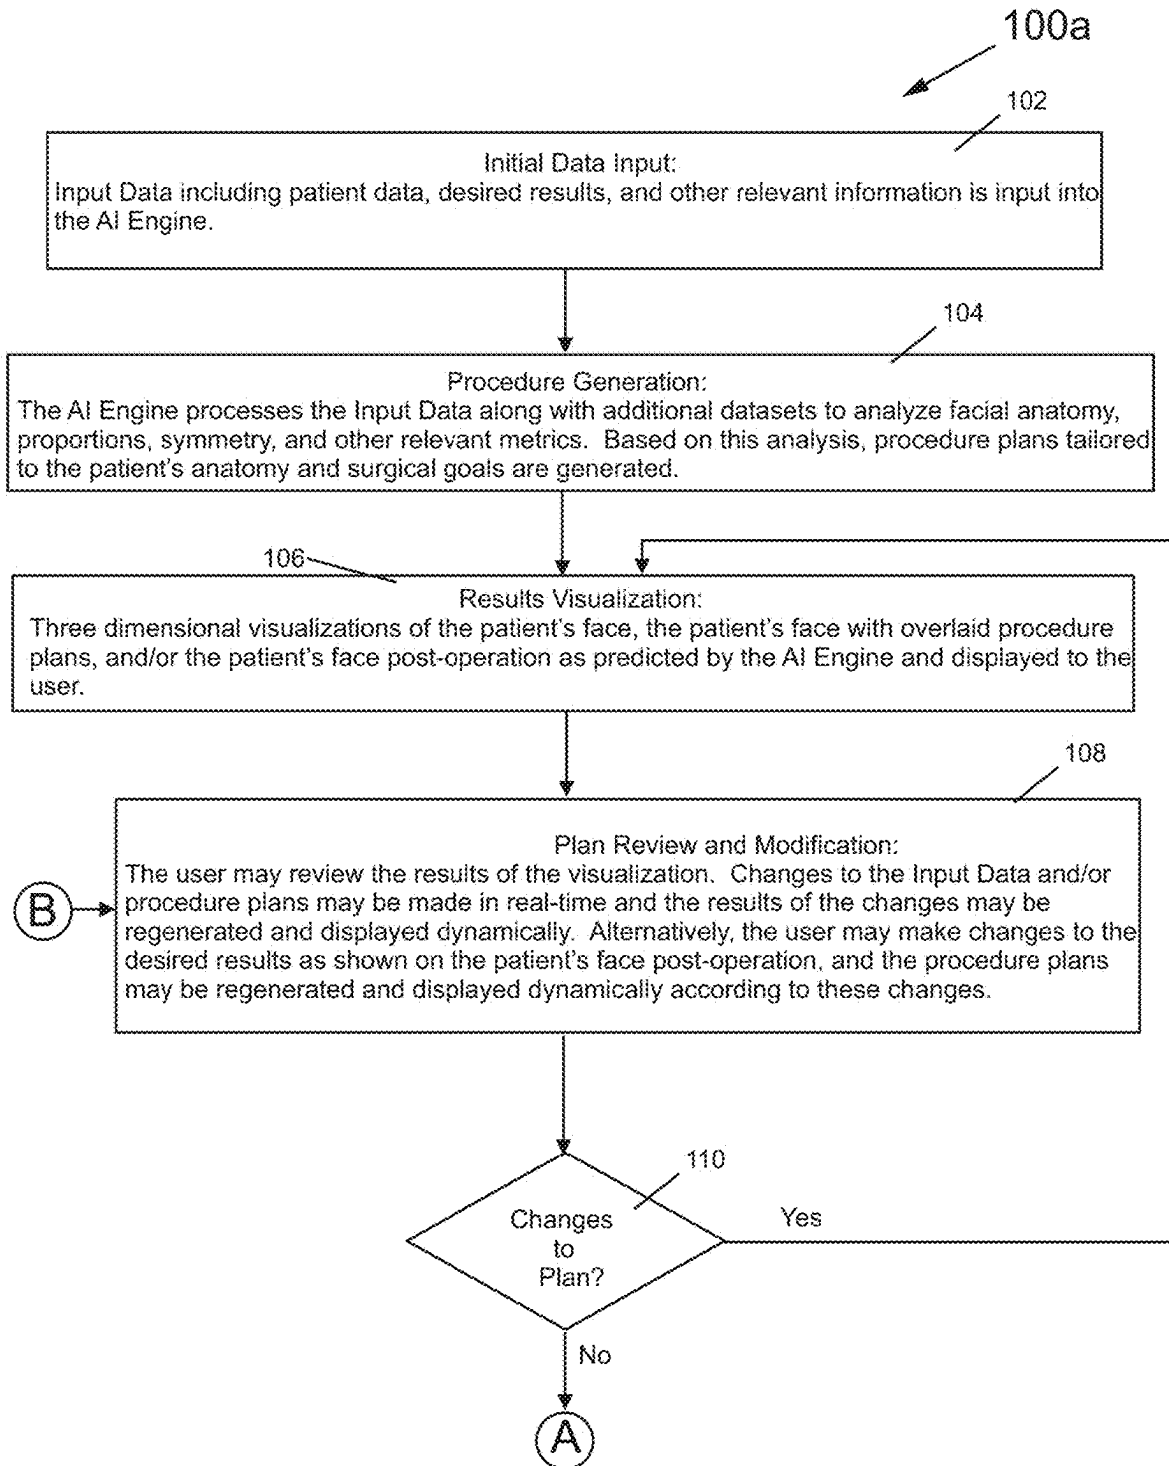 100a
102
Initial Data Input:
Input Data including patient data, desired results, and other relevant information is input into
the AI Engine.
104
Procedure Generation:
The AI Engine processes the Input Data along with additional datasets to analyze facial anatomy,
proportions, symmetry, and other relevant metrics.  Based on this analysis, procedure plans tailored
to the patient's anatomy and surgical goals are generated.
106
Results Visualization:
Three dimensional visualizations of the patient's face, the patient's face with overlaid procedure
plans, and/or the patient's face post-operation as predicted by the AI Engine and displayed to the
user.
108
Plan Review and Modification:
The user may review the results of the visualization.  Changes to the Input Data and/or
procedure plans may be made in real-time and the results of the changes may be
regenerated and displayed dynamically.  Alternatively, the user may make changes to the
desired results as shown on the patient's face post-operation, and the procedure plans
may be regenerated and displayed dynamically according to these changes.
B
110
Changes
to
Plan?
Yes
No
A